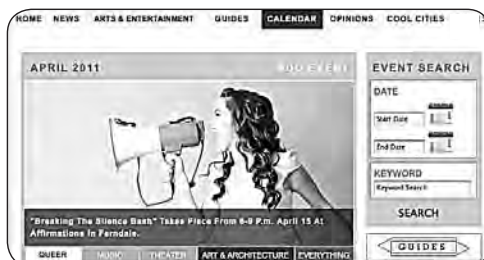 HOME NEWS ARTS & ENTERTAINMENT GUIDES CALENDAR OPINIONS COOL CITIES
APRIL 2011 ADD EVENT
EVENT SEARCH
DATE
Start Date
End Date
KEYWORD
Keyword Search
SEARCH
"Breaking The Silence Bash" Takes Place From 6-9 P.m. April 15 At
Affirmations In Ferndale.
QUEER MUSIC THEATER ART & ARCHITECTURE EVERYTHING
GUIDES